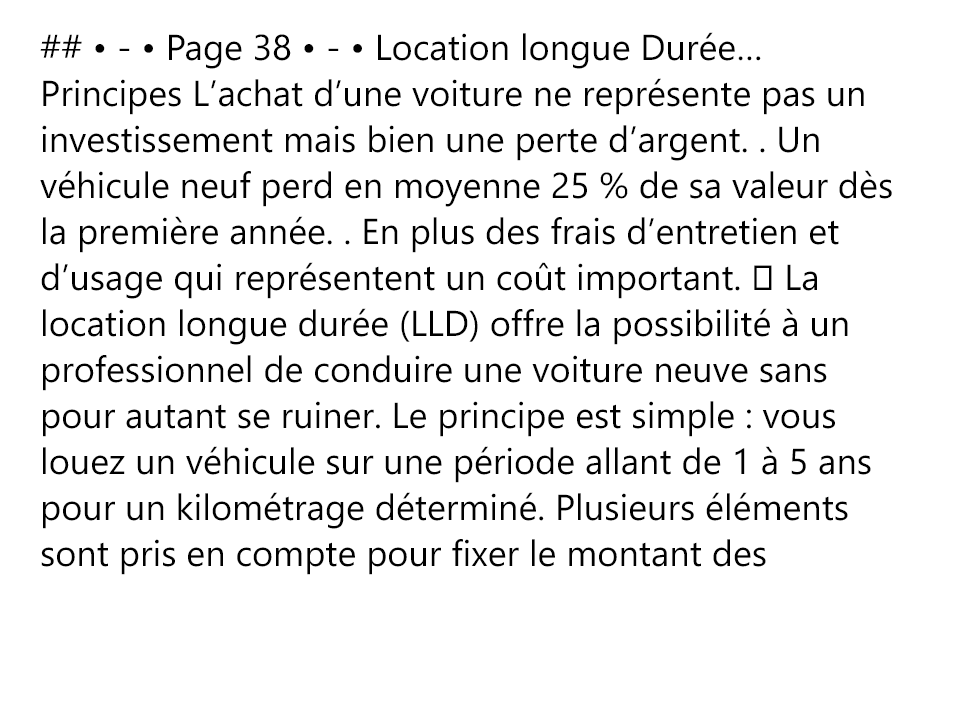 ## • - • Page 38 • - • Location longue Durée...
Principes L’achat d’une voiture ne représente pas un
investissement mais bien une perte d’argent. . Un
véhicule neuf perd en moyenne 25 % de sa valeur dès
la première année. . En plus des frais d’entretien et
d’usage qui représentent un coût important. 􀀀 La
location longue durée (LLD) offre la possibilité à un
professionnel de conduire une voiture neuve sans
pour autant se ruiner. Le principe est simple : vous
louez un véhicule sur une période allant de 1 à 5 ans
pour un kilométrage déterminé. Plusieurs éléments
sont pris en compte pour fixer le montant des